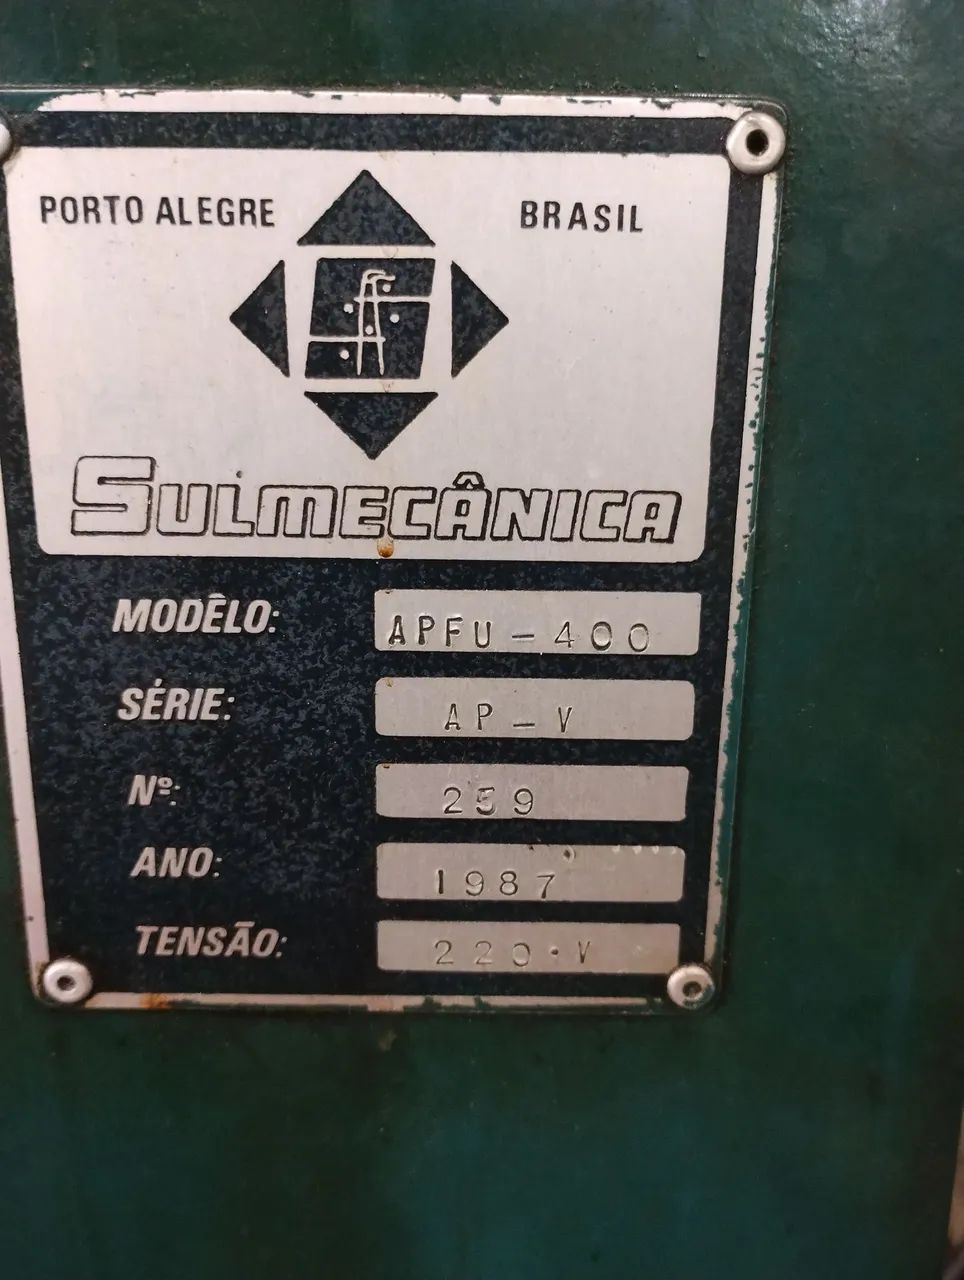 PORTO ALEGRE BRASIL
SULMECÂNICA
MODÊLO: APFU-400
SÉRIE: AP-V
Nº: 259
ANO: 1987
TENSÃO: 220·V